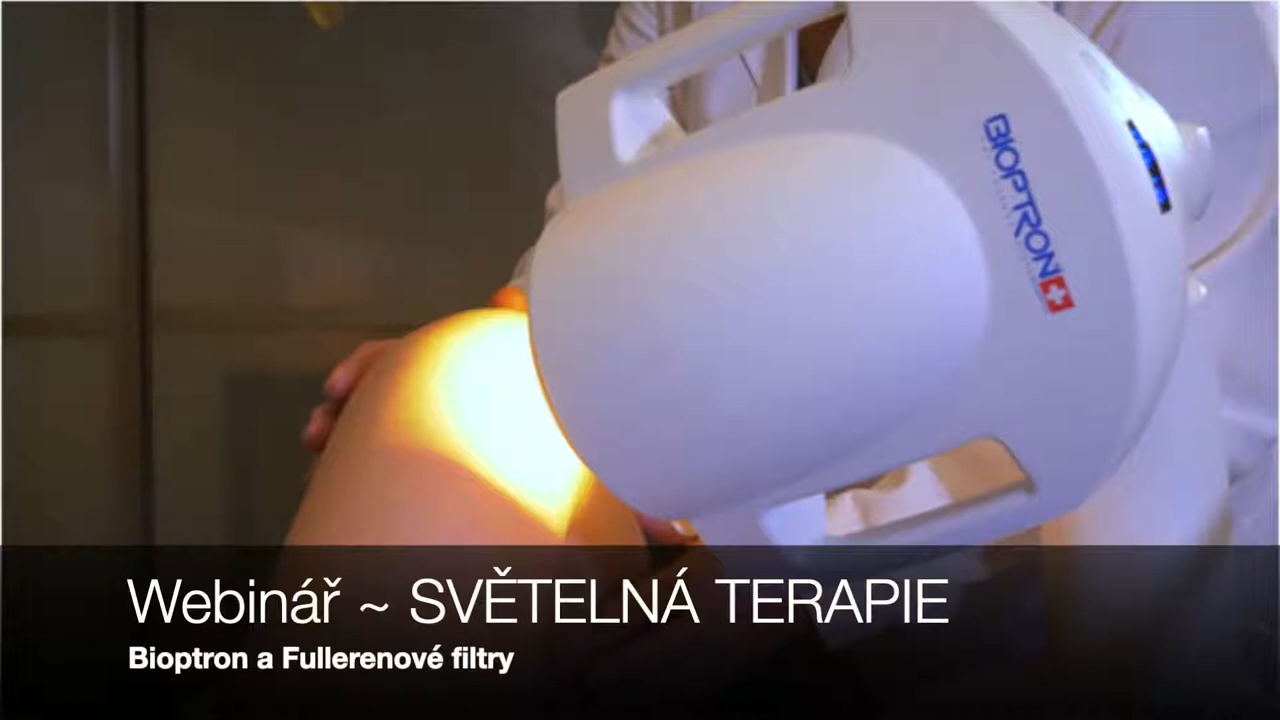 BIOPTRON
Webinář ~ SVĚTELNÁ TERAPIE
Bioptron a Fullerenové filtry